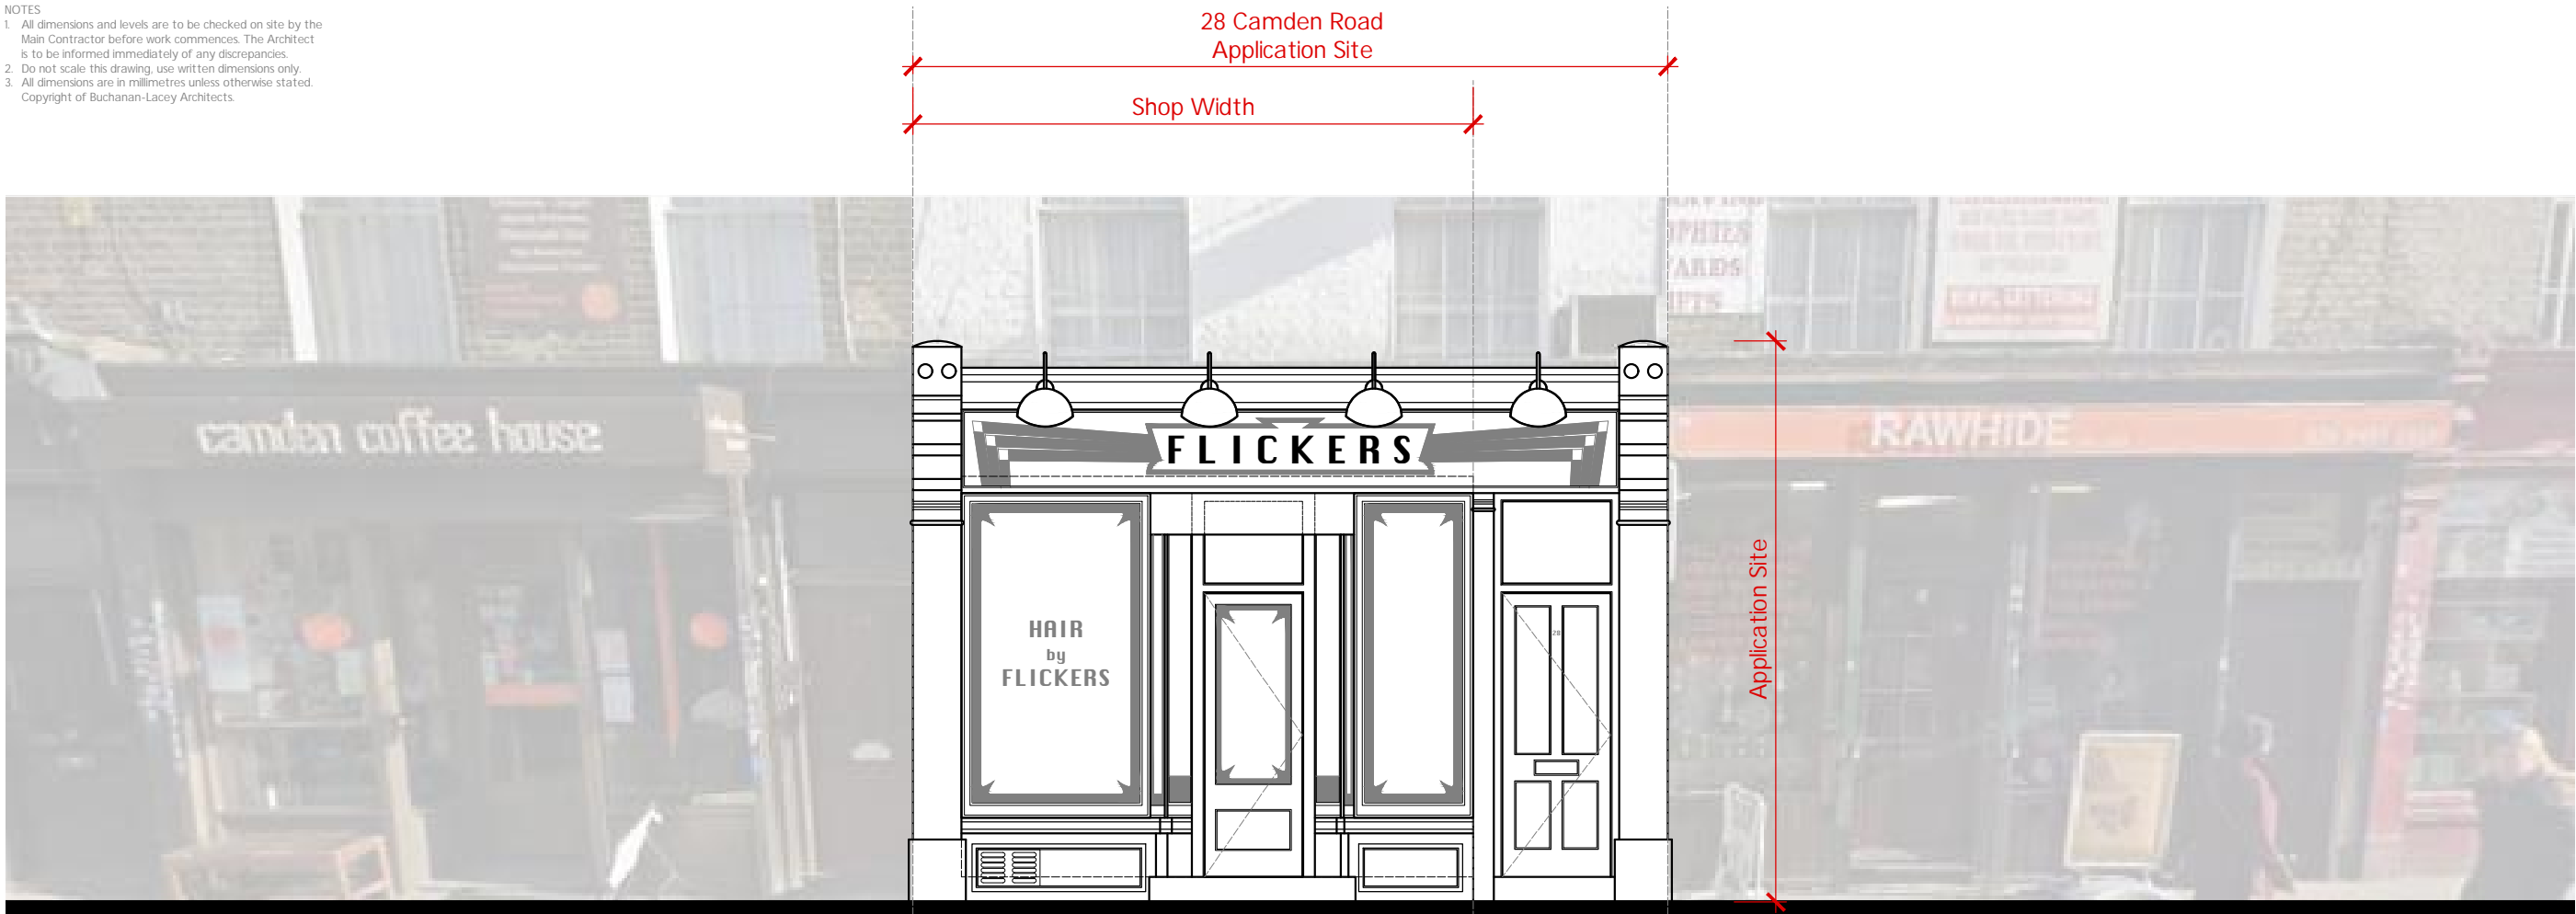 NOTES
1. All dimensions and levels are to be checked on site by the
Main Contractor before work commences. The Architect
is to be informed immediately of any discrepancies.
2. Do not scale this drawing, use written dimensions only.
3. All dimensions are in millimetres unless otherwise stated.
Copyright of Buchanan-Lacey Architects.
28 Camden Road
Application Site
Shop Width
ARDS
camden coffee house
FLICKERS
RAWHIDE
HAIR
by
FLICKERS
28
Application Site